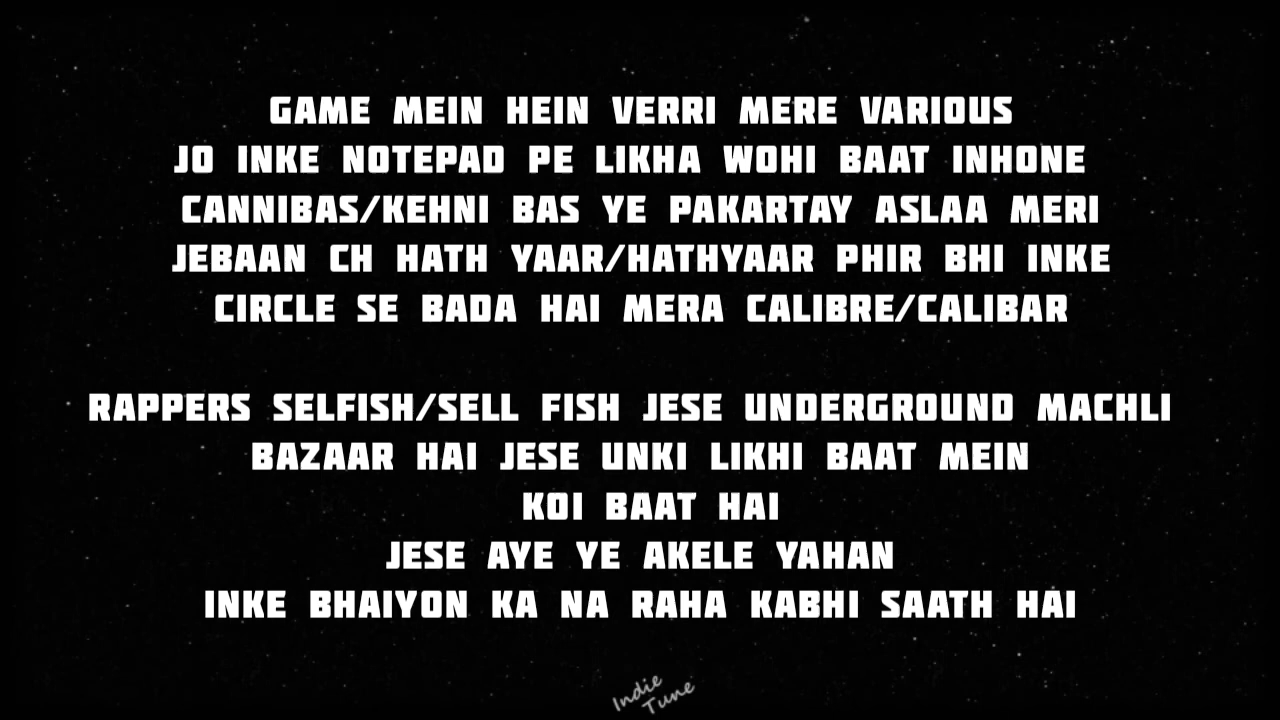 GAME MEIN HEIN VERRI MERE VARIOUS
JO INKE NOTEPAD PE LIKHA WOHI BAAT INHONE
CANNIBAS/KEHNI BAS YE PAKARTAY ASLAA MERI
JEBAAN CH HATH YAAR/HATHYAAR PHIR BHI INKE
CIRCLE SE BADA HAI MERA CALIBRE/CALIBAR
RAPPERS SELFISH/SELL FISH JESE UNDERGROUND MACHLI
BAZAAR HAI JESE UNKI LIKHI BAAT MEIN
KOI BAAT HAI
JESE AYE YE AKELE YAHAN
INKE BHAIYON KA NA RAHA KABHI SAATH HAI
Indie
Tune